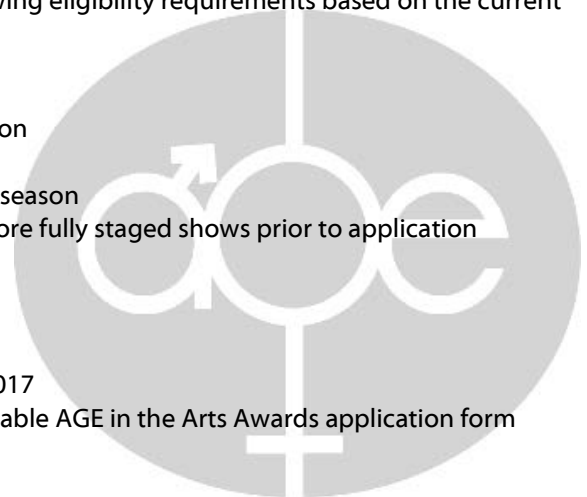 ving eligibility requirements based on the current
on
season
ore fully staged shows prior to application
aoe
017
able AGE in the Arts Awards application form